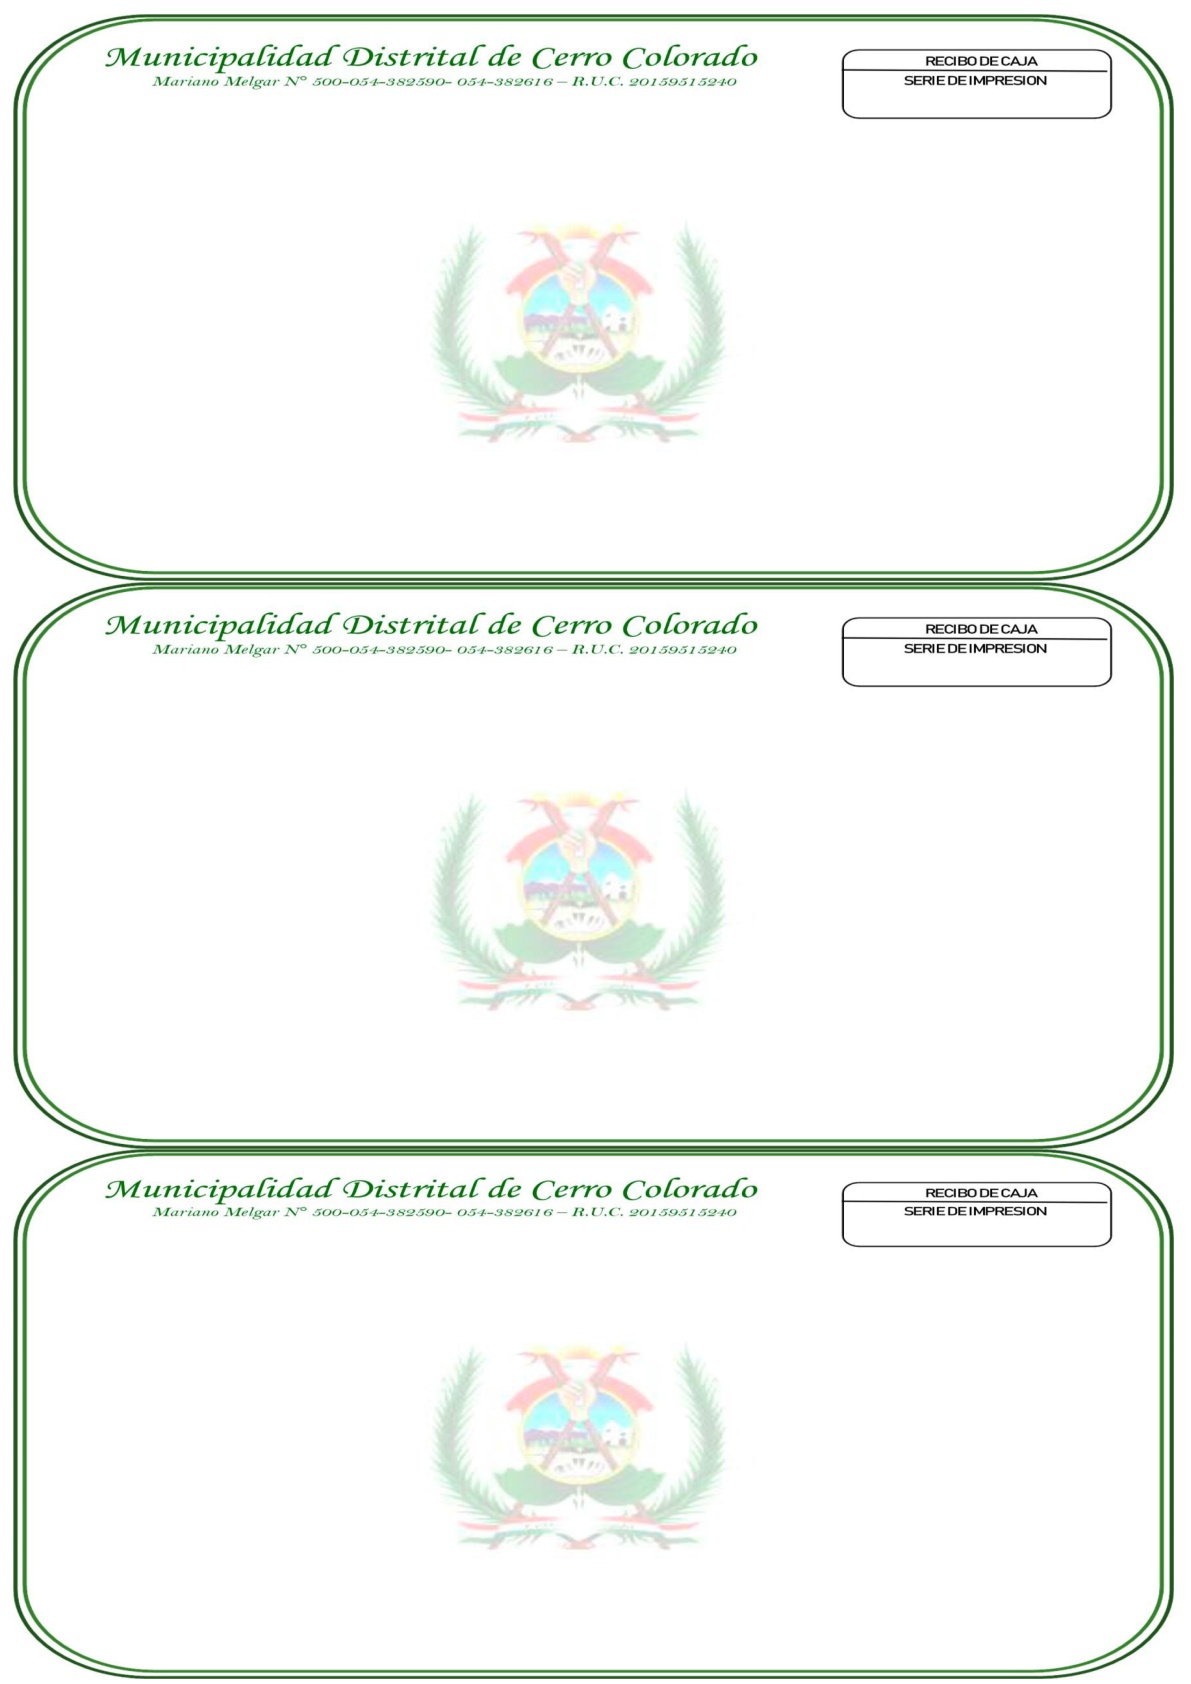 Municipalidad Distrital de Cerro Colorado
Mariano Melgar N° 500-054-382590- 054-382616 – R.U.C. 20159515240
RECIBO DE CAJA
SERIE DE IMPRESION
Municipalidad Distrital de Cerro Colorado
Mariano Melgar N° 500-054-382590- 054-382616 – R.U.C. 20159515240
RECIBO DE CAJA
SERIE DE IMPRESION
Municipalidad Distrital de Cerro Colorado
Mariano Melgar N° 500-054-382590- 054-382616 – R.U.C. 20159515240
RECIBO DE CAJA
SERIE DE IMPRESION